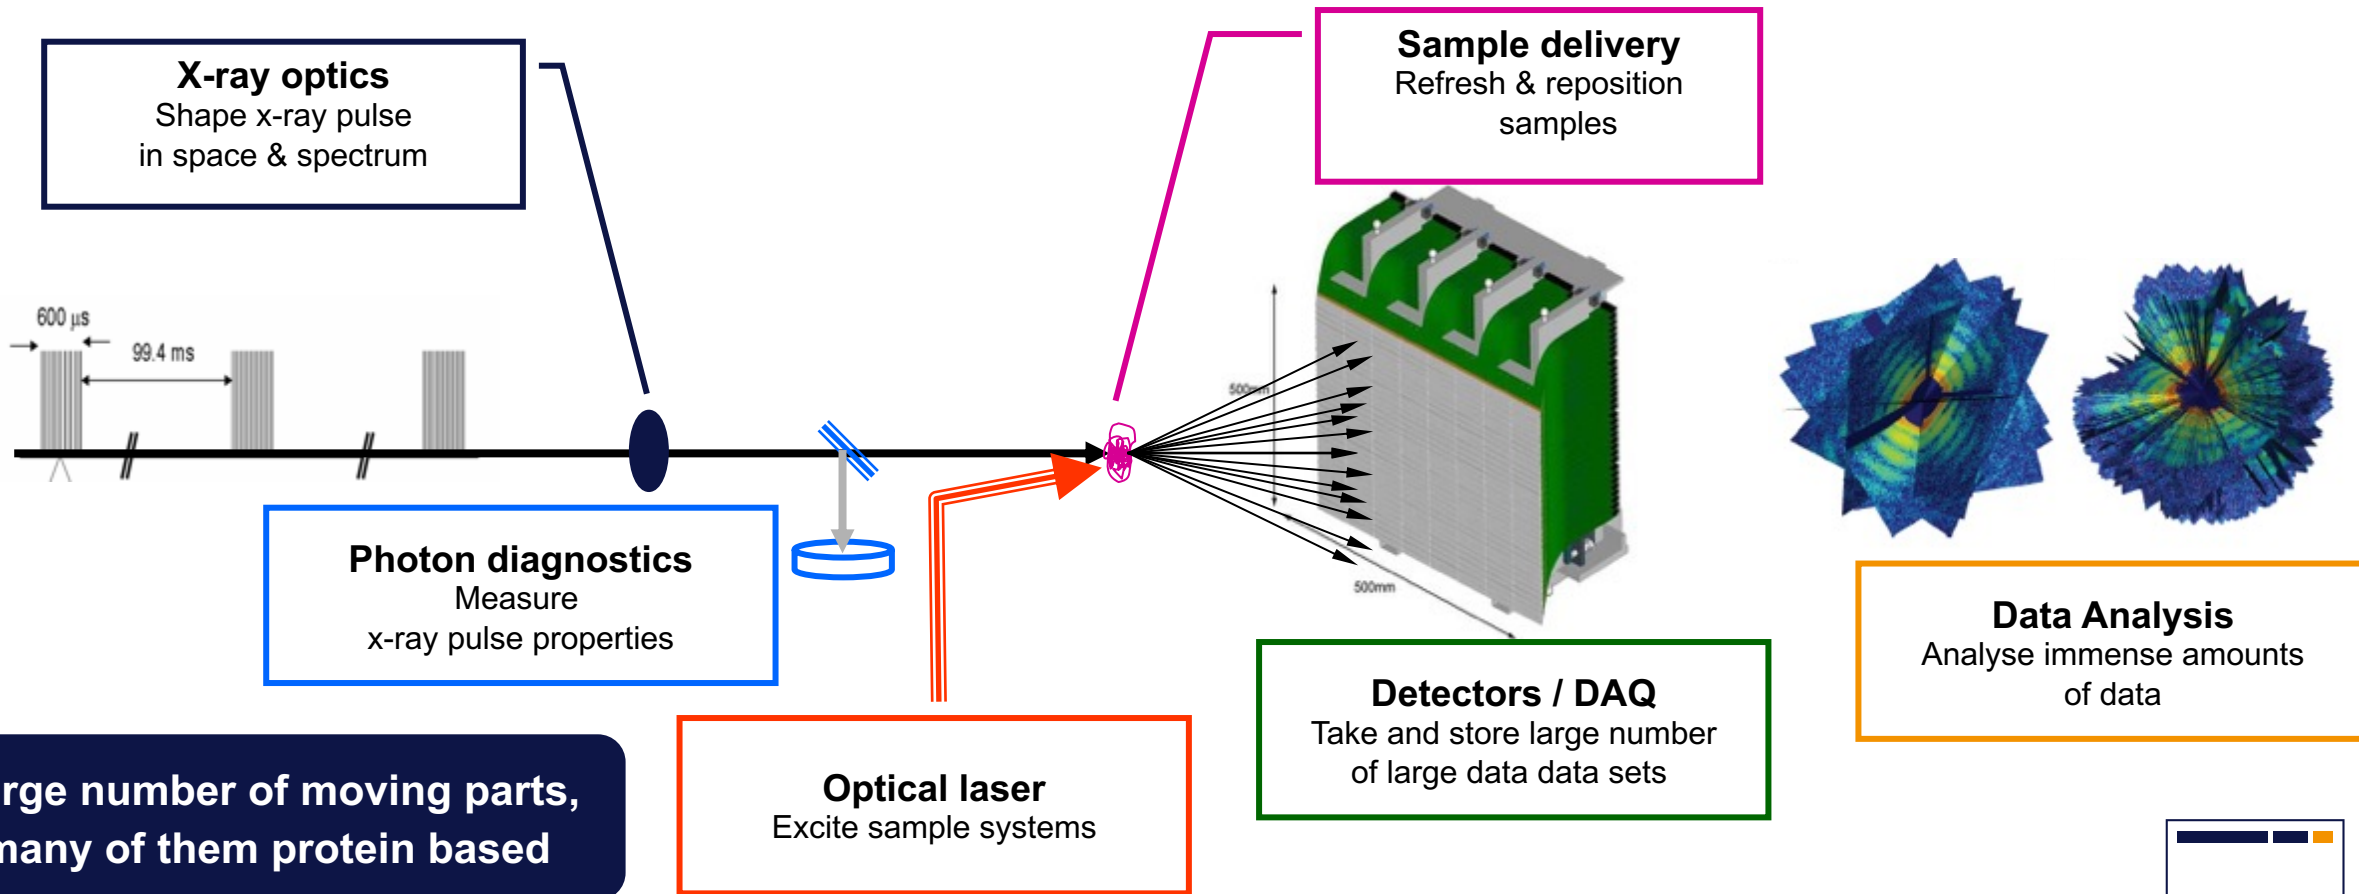 X-ray optics
Shape x-ray pulse
in space & spectrum
Sample delivery
Refresh & reposition
samples
600 µs
99.4 ms
500mm
500mm
Photon diagnostics
Measure
x-ray pulse properties
Optical laser
Excite sample systems
Detectors / DAQ
Take and store large number
of large data data sets
Data Analysis
Analyse immense amounts
of data
number of moving parts,
many of them protein based